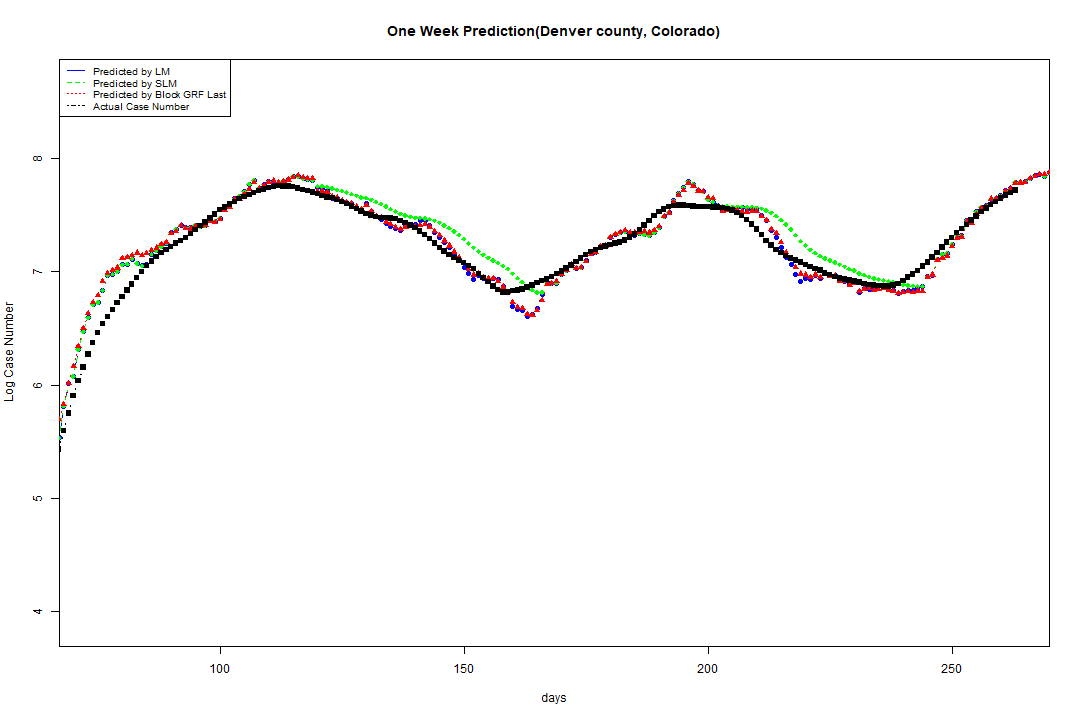 One Week Prediction(Denver county, Colorado)
Predicted by LM
Predicted by SLM
Predicted by Block GRF Last
Actual Case Number
8
7
6
5
4
Log Case Number
100 150 200 250
days